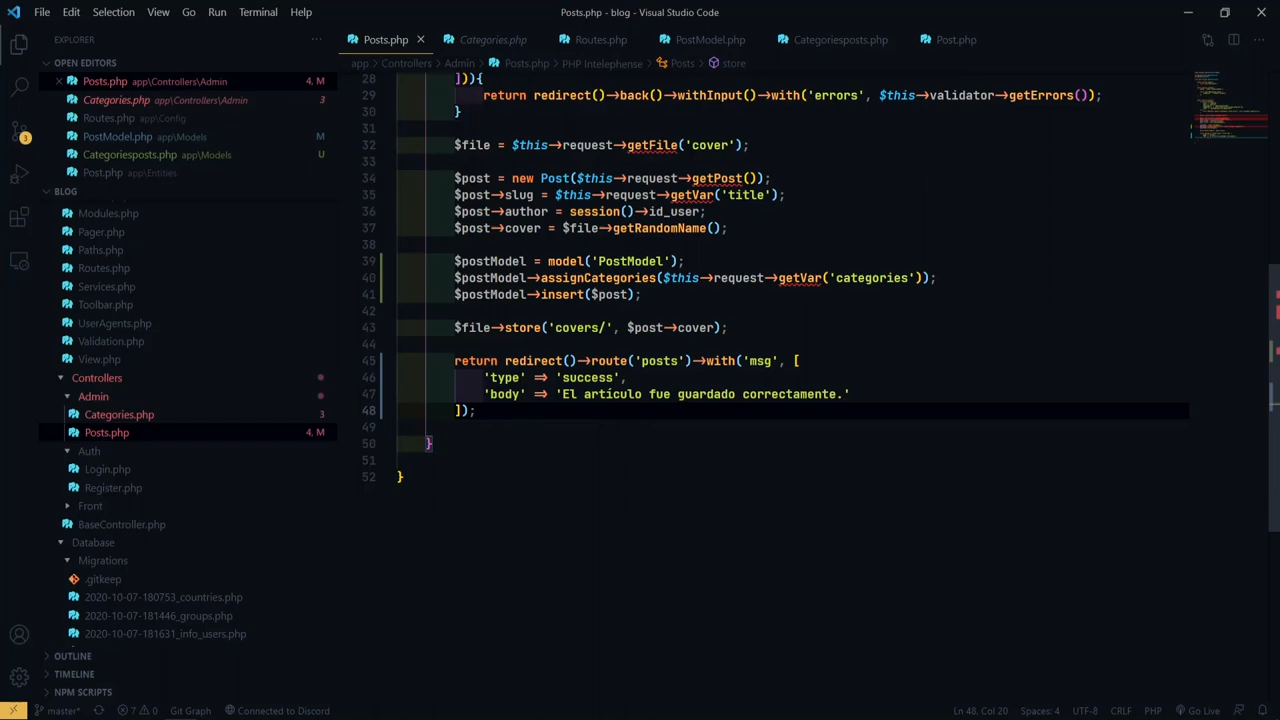 File Edit Selection View Go Run Terminal Help
Posts.php - blog - Visual Studio Code
EXPLORER
OPEN EDITORS
Posts.php app\Controllers\Admin 4, M
Categories.php app\Controllers\Admin 3
Routes.php app\Config
PostModel.php app\Models M
Categoriesposts.php app\Models U
Post.php app\Entities
BLOG
Modules.php
Pager.php
Paths.php
Routes.php
Services.php
Toolbar.php
UserAgents.php
Validation.php
View.php
Controllers
Admin
Categories.php 3
Posts.php 4, M
Auth
Login.php
Register.php
Front
BaseController.php
Database
Migrations
.gitkeep
2020-10-07-180753_countries.php
2020-10-07-181446_groups.php
2020-10-07-181631_info_users.php
OUTLINE
TIMELINE
NPM SCRIPTS
3
Posts.php Categories.php Routes.php PostModel.php Categoriesposts.php Post.php
app > Controllers > Admin > Posts.php > PHP Intelephense > Posts > store
28 ])){
29 return redirect()->back()->withInput()->with('errors', $this->validator->getErrors());
30 }
31
32 $file = $this->request->getFile('cover');
33
34 $post = new Post($this->request->getPost());
35 $post->slug = $this->request->getVar('title');
36 $post->author = session()->id_user;
37 $post->cover = $file->getRandomName();
38
39 $postModel = model('PostModel');
40 $postModel->assignCategories($this->request->getVar('categories'));
41 $postModel->insert($post);
42
43 $file->store('covers/', $post->cover);
44
45 return redirect()->route('posts')->with('msg', [
46 'type' => 'success',
47 'body' => 'El artículo fue guardado correctamente.'
48 ]);
49
50 }
51
52 }
master* 7 0 Git Graph Connected to Discord Ln 48, Col 20 Spaces: 4 UTF-8 CRLF PHP Go Live